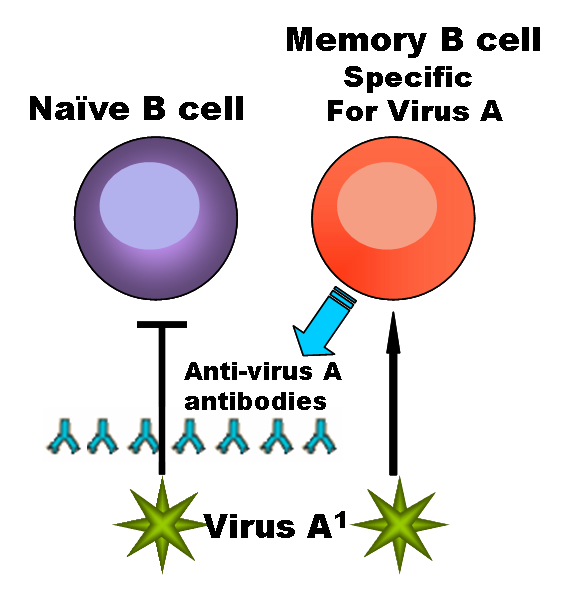 Memory B cell
Specific
For Virus A
Naïve B cell
Anti-virus A
antibodies
Virus A¹